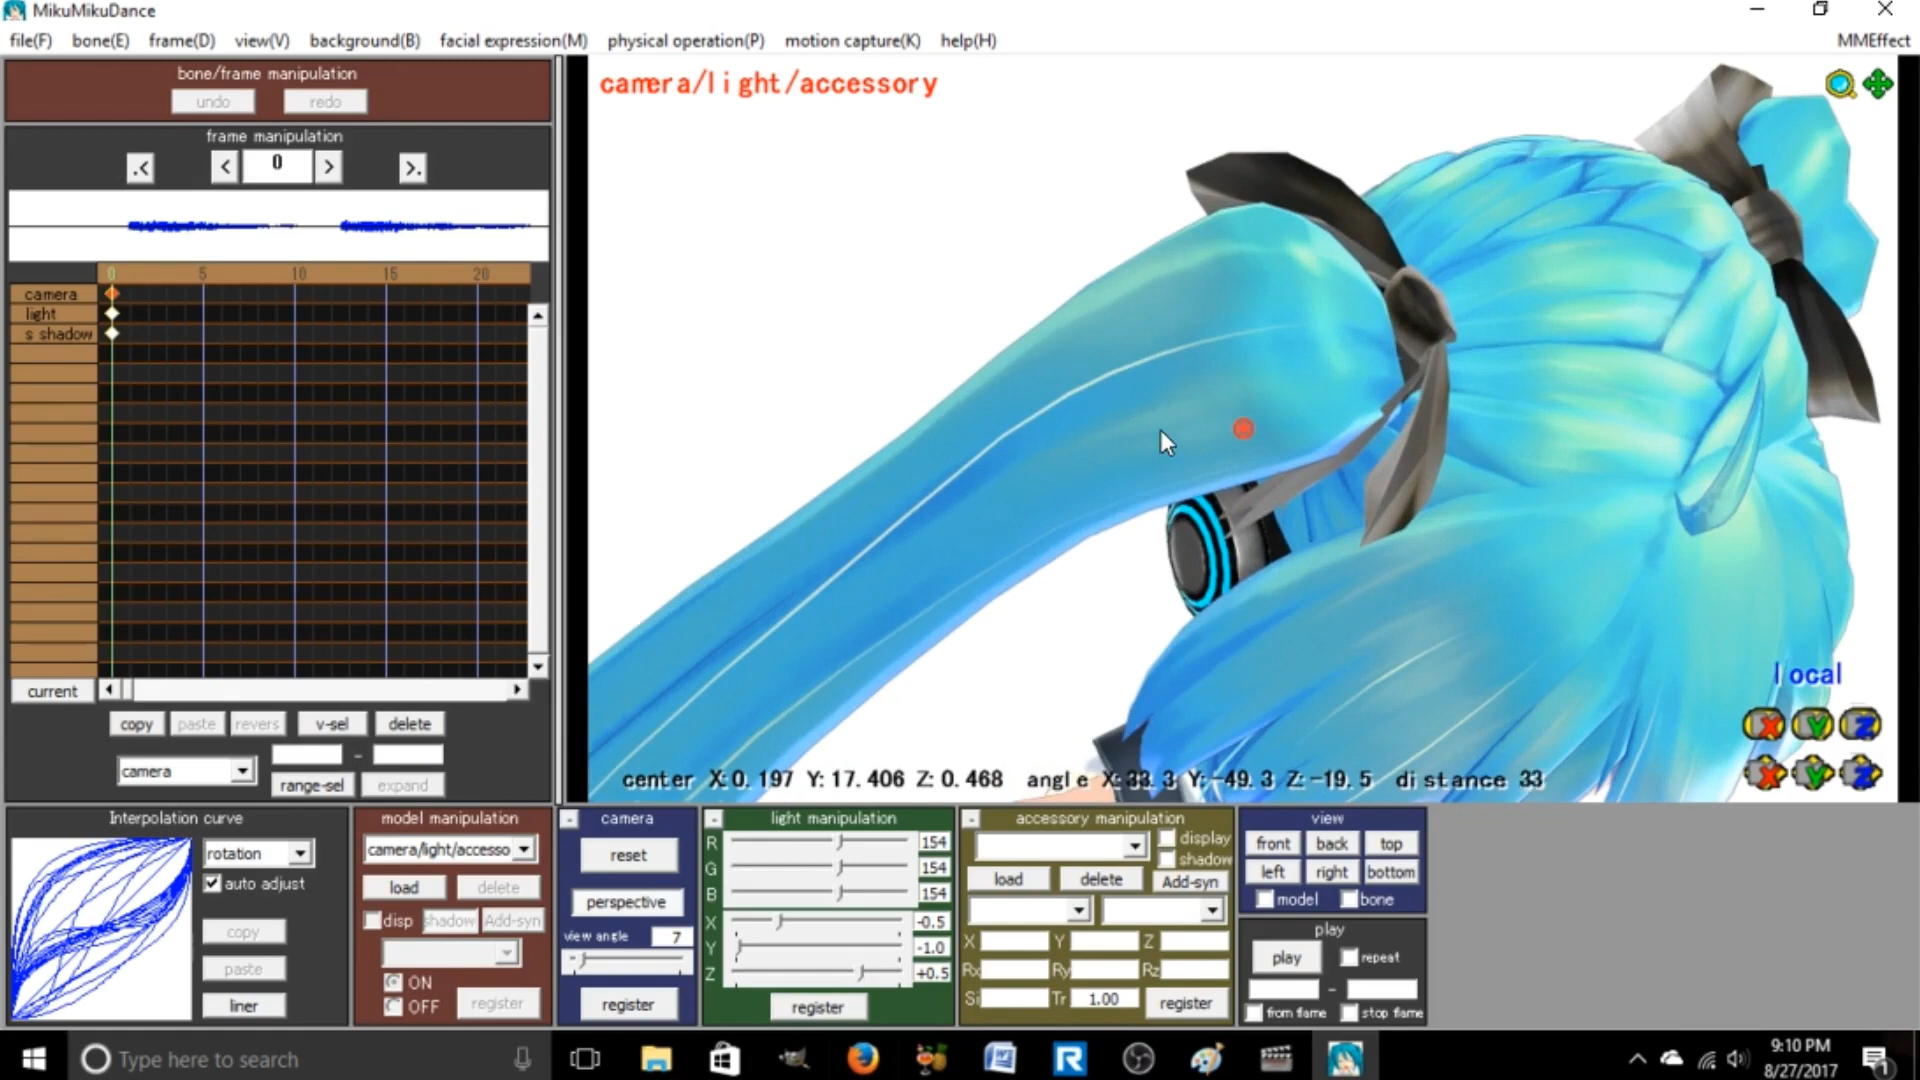 MikuMikuDance
file(F) bone(E) frame(D) view(V) background(B) facial expression(M) physical operation(P) motion capture(K) help(H) MMEffect
bone/frame manipulation
undo redo
frame manipulation
.< < 0 > >.
0 5 10 15 20
camera
light
s shadow
current
copy paste revers v-sel delete
camera -
range-sel expand
camera/light/accessory
local
X Y Z
X Y Z
center X:0.197 Y:17.406 Z:0.468 angle X:33.3 Y:-49.3 Z:-19.5 distance 33
Interpolation curve
rotation
auto adjust
copy
paste
liner
model manipulation
camera/light/accesso
load delete
disp shadow Add-syn
ON
OFF register
- camera
reset
perspective
view angle 7
register
- light manipulation
R 154
G 154
B 154
X -0.5
Y -1.0
Z +0.5
register
- accessory manipulation
display
shadow
load delete Add-syn
X Y Z
Rx Ry Rz
Si Tr 1.00 register
view
front back top
left right bottom
model bone
play
play repeat
-
from flame stop flame
Type here to search
R
9:10 PM
8/27/2017
1